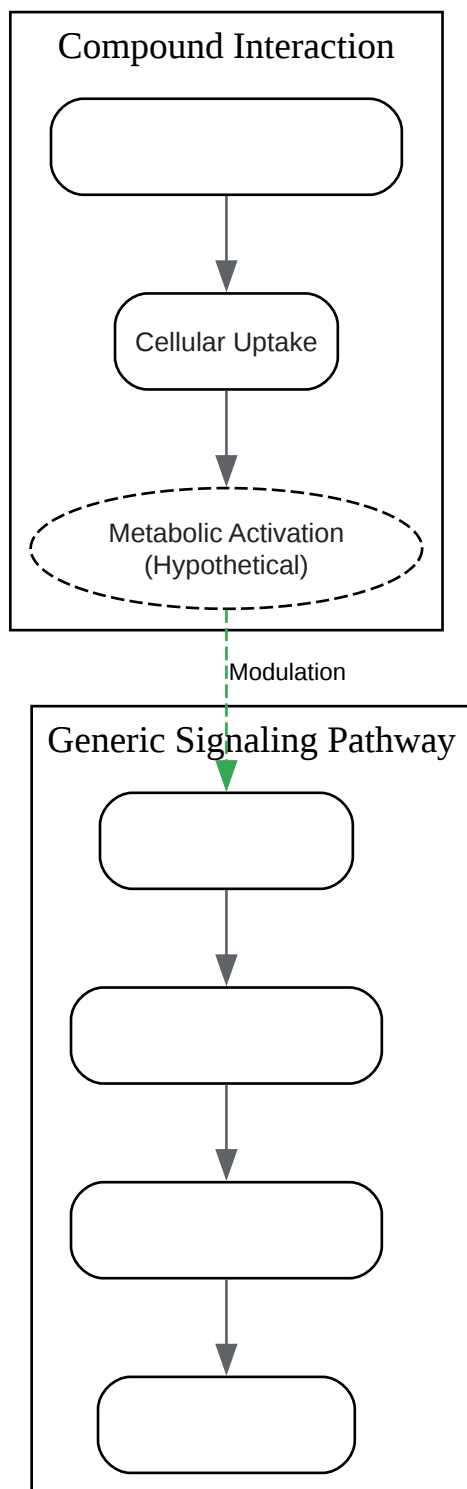 Compound Interaction
Cellular Uptake
Metabolic Activation
(Hypothetical)
Modulation
Generic Signaling Pathway